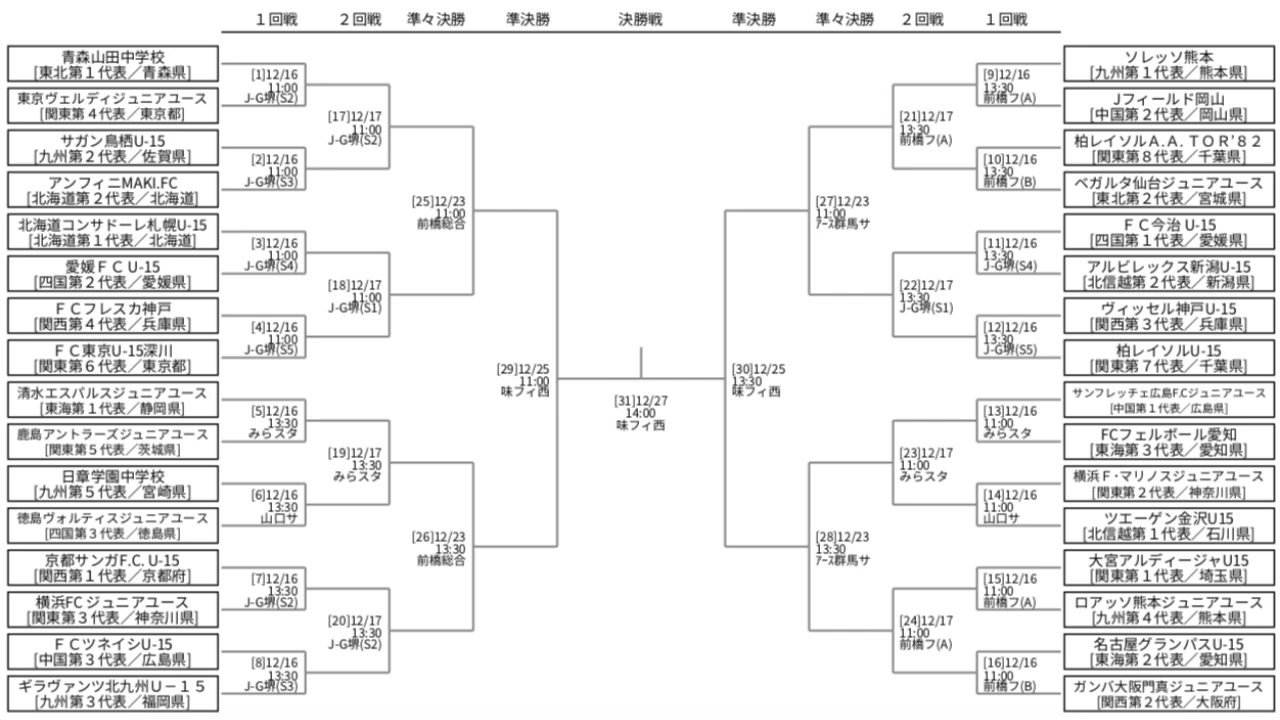 １回戦
２回戦
準々決勝
準決勝
決勝戦
準決勝
準々決勝
２回戦
１回戦
青森山田中学校
[東北第１代表／青森県]
東京ヴェルディジュニアユース
[関東第４代表／東京都]
サガン鳥栖U-15
[九州第２代表／佐賀県]
アンフィニMAKI.FC
[北海道第２代表／北海道]
北海道コンサドーレ札幌U-15
[北海道第１代表／北海道]
愛媛ＦＣ U-15
[四国第２代表／愛媛県]
ＦＣフレスカ神戸
[関西第４代表／兵庫県]
ＦＣ東京U-15深川
[関東第６代表／東京都]
清水エスパルスジュニアユース
[東海第１代表／静岡県]
鹿島アントラーズジュニアユース
[関東第５代表／茨城県]
日章学園中学校
[九州第５代表／宮崎県]
徳島ヴォルティスジュニアユース
[四国第３代表／徳島県]
京都サンガF.C. U-15
[関西第１代表／京都府]
横浜FC ジュニアユース
[関東第３代表／神奈川県]
ＦＣツネイシU-15
[中国第３代表／広島県]
ギラヴァンツ北九州Ｕ－１５
[九州第３代表／福岡県]
[1]12/16
11:00
J-G堺(S2)
[2]12/16
11:00
J-G堺(S3)
[3]12/16
11:00
J-G堺(S4)
[4]12/16
11:00
J-G堺(S5)
[5]12/16
13:30
みらスタ
[6]12/16
13:30
山口サ
[7]12/16
13:30
J-G堺(S2)
[8]12/16
13:30
J-G堺(S3)
[17]12/17
11:00
J-G堺(S2)
[18]12/17
11:00
J-G堺(S1)
[19]12/17
13:30
みらスタ
[20]12/17
13:30
J-G堺(S2)
[25]12/23
11:00
前橋総合
[26]12/23
13:30
前橋総合
[29]12/25
11:00
味フィ西
[31]12/27
14:00
味フィ西
[30]12/25
13:30
味フィ西
[27]12/23
11:00
ｱｰｽ群馬サ
[28]12/23
13:30
ｱｰｽ群馬サ
[21]12/17
13:30
前橋フ(A)
[22]12/17
13:30
J-G堺(S1)
[23]12/17
11:00
みらスタ
[24]12/17
11:00
前橋フ(A)
[9]12/16
13:30
前橋フ(A)
[10]12/16
13:30
前橋フ(B)
[11]12/16
13:30
J-G堺(S4)
[12]12/16
13:30
J-G堺(S5)
[13]12/16
11:00
みらスタ
[14]12/16
11:00
山口サ
[15]12/16
11:00
前橋フ(A)
[16]12/16
11:00
前橋フ(B)
ソレッソ熊本
[九州第１代表／熊本県]
Jフィールド岡山
[中国第２代表／岡山県]
柏レイソルＡ.Ａ.ＴＯＲ’８２
[関東第８代表／千葉県]
ベガルタ仙台ジュニアユース
[東北第２代表／宮城県]
ＦＣ今治 U-15
[四国第１代表／愛媛県]
アルビレックス新潟U-15
[北信越第２代表／新潟県]
ヴィッセル神戸U-15
[関西第３代表／兵庫県]
柏レイソルU-15
[関東第７代表／千葉県]
サンフレッチェ広島F.Cジュニアユース
[中国第１代表／広島県]
FCフェルボール愛知
[東海第３代表／愛知県]
横浜Ｆ･マリノスジュニアユース
[関東第２代表／神奈川県]
ツエーゲン金沢U15
[北信越第１代表／石川県]
大宮アルディージャU15
[関東第１代表／埼玉県]
ロアッソ熊本ジュニアユース
[九州第４代表／熊本県]
名古屋グランパスU-15
[東海第２代表／愛知県]
ガンバ大阪門真ジュニアユース
[関西第２代表／大阪府]